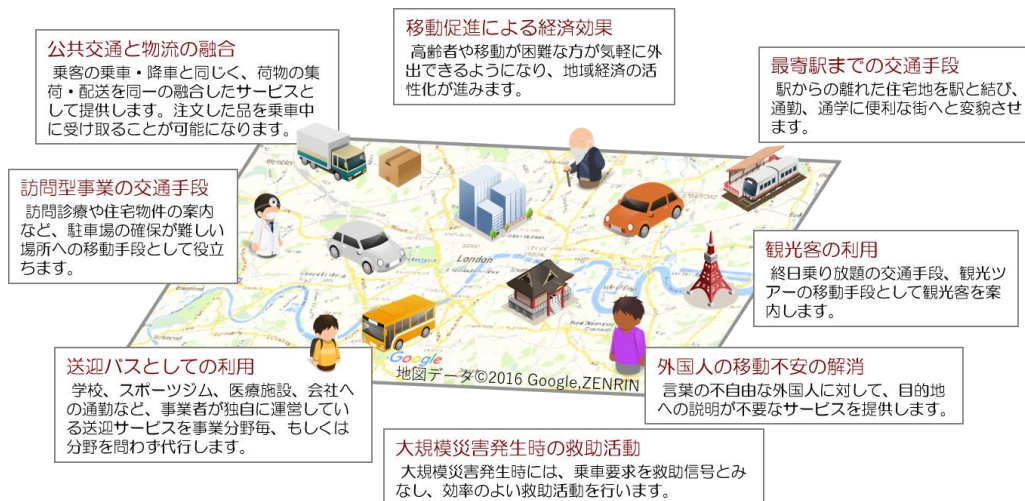 移動促進による経済効果
高齢者や移動が困難な方が気軽に外
出できるようになり、地域経済の活
性化が進みます。
公共交通と物流の融合
乗客の乗車・降車と同じく、荷物の集
荷・配送を同一の融合したサービスと
して提供します。注文した品を乗車中
に受け取ることが可能になります。
最寄駅までの交通手段
駅からの離れた住宅地を駅と結び、
通勤、通学に便利な街へと変貌させ
ます。
訪問型事業の交通手段
訪問診療や住宅物件の案内
など、駐車場の確保が難しい
場所への移動手段として役立
ちます。
観光客の利用
終日乗り放題の交通手段、観光ツ
アーの移動手段として観光客を案
内します。
London
送迎バスとしての利用
学校、スポーツジム、医療施設、会社へ
の通勤など、事業者が独自に運営してい
る送迎サービスを事業分野毎、もしくは
分野を問わず代行します。
Google
地図データ©2016 Google,ZENRIN
外国人の移動不安の解消
言葉の不自由な外国人に対して、目的地
への説明が不要なサービスを提供します。
大規模災害発生時の救助活動
大規模災害発生時には、乗車要求を救助信号とみ
なし、効率のよい救助活動を行います。